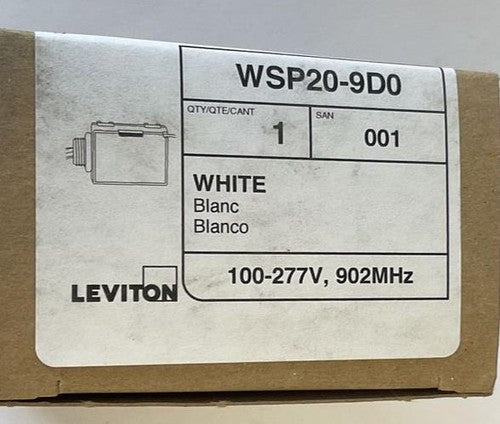 WSP20-9D0
QTY/QTE/CANT 1
SAN 001
WHITE
Blanc
Blanco
LEVITON
100-277V, 902MHz